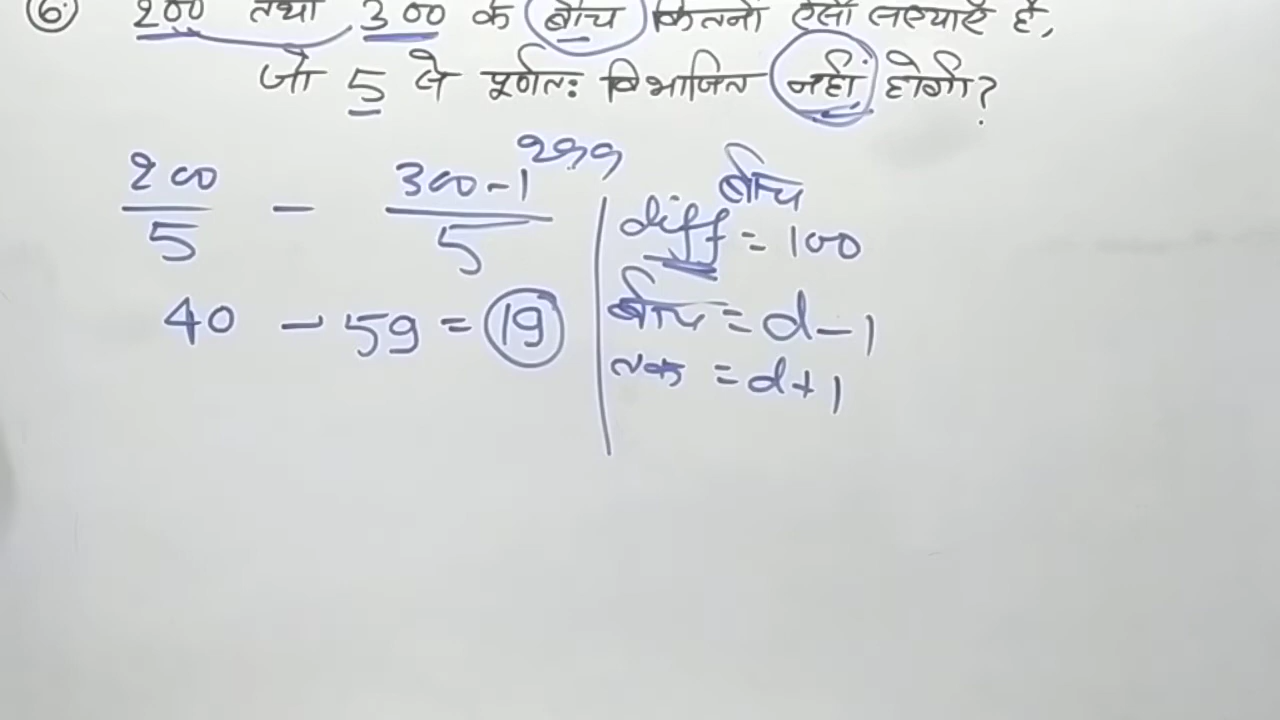 ⑥ 200 तथा 300 के बीच कितनी ऐसी संख्याएँ है,
जो 5 से पूर्णतः विभाजित नहीं होगी?
200/5 - 300-1/5 299
40 - 59 = 19
बीच
diff = 100
बीच = d-1
तक = d+1